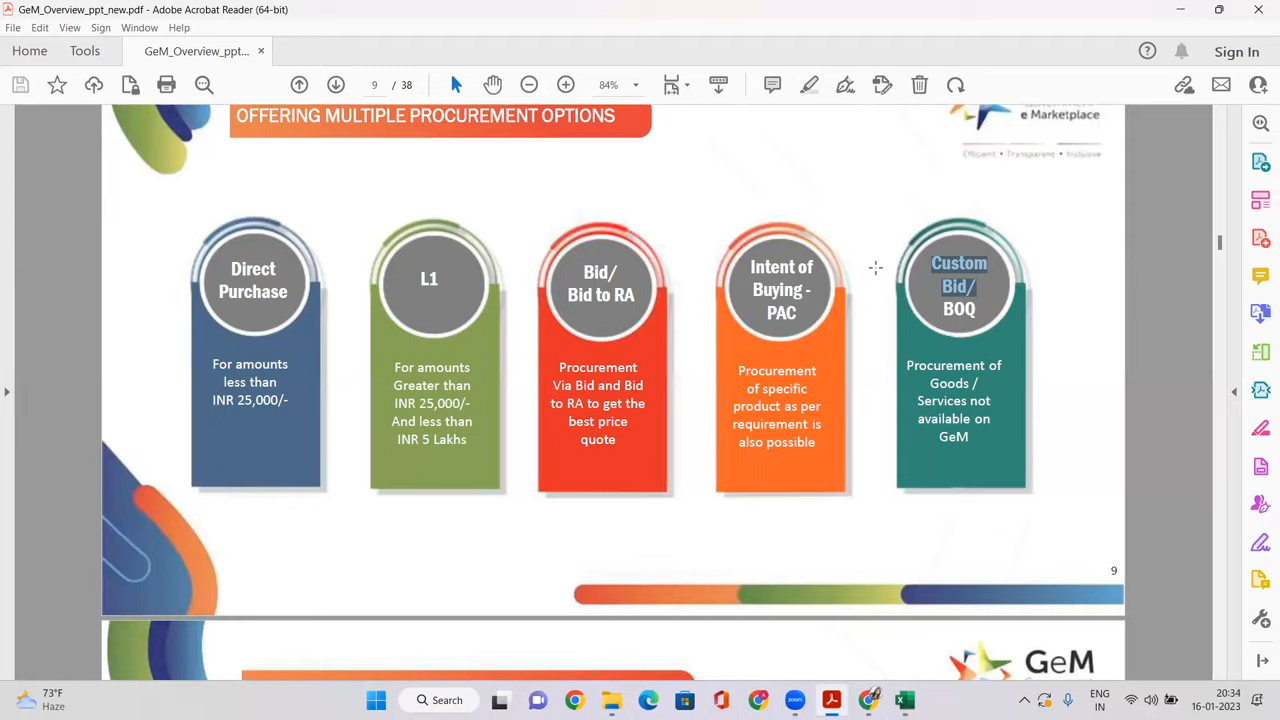 GeM_Overview_ppt_new.pdf - Adobe Acrobat Reader (64-bit)
File Edit View Sign Window Help
Home Tools GeM_Overview_ppt... × Sign In
9 / 38 84%
OFFERING MULTIPLE PROCUREMENT OPTIONS
e Marketplace
Efficient • Transparent • Inclusive
Direct
Purchase
For amounts
less than
INR 25,000/-
L1
For amounts
Greater than
INR 25,000/-
And less than
INR 5 Lakhs
Bid/
Bid to RA
Procurement
Via Bid and Bid
to RA to get the
best price
quote
Intent of
Buying -
PAC
Procurement
of specific
product as per
requirement is
also possible
Custom
Bid/
BOQ
Procurement of
Goods /
Services not
available on
GeM
9
GeM
73°F
Haze
Search
zoom
ENG
IN
20:34
16-01-2023